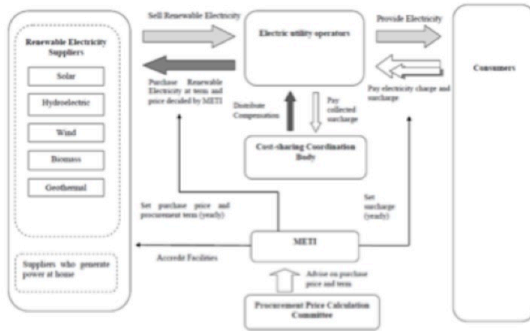 Renewable Electricity
Suppliers
Solar
Hydroelectric
Wind
Biomass
Geothermal
Suppliers who generate
power at home
Sell Renewable Electricity
Purchase Renewable
Electricity at term and
price decided by METI
Electric utility operators
Provide Electricity
Pay electricity charge and
surcharge
Consumers
Distribute
Compensation
Pay
collected
surcharge
Cost-sharing Coordination
Body
Set purchase price and
procurement term (yearly)
Set
surcharge
(yearly)
METI
Accredit Facilities
Advise on purchase
price and term
Procurement Price Calculation
Committee